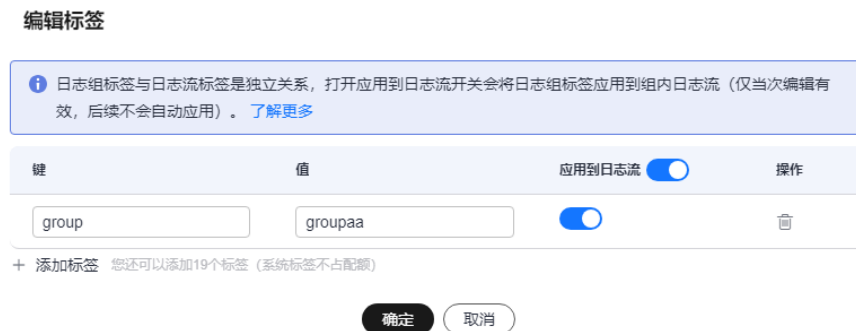 编辑标签
日志组标签与日志流标签是独立关系，打开应用到日志流开关会将日志组标签应用到组内日志流（仅当次编辑有
效，后续不会自动应用）。 了解更多
键 值 应用到日志流 操作
group groupaa
+ 添加标签 您还可以添加19个标签（系统标签不占配额）
确定 取消